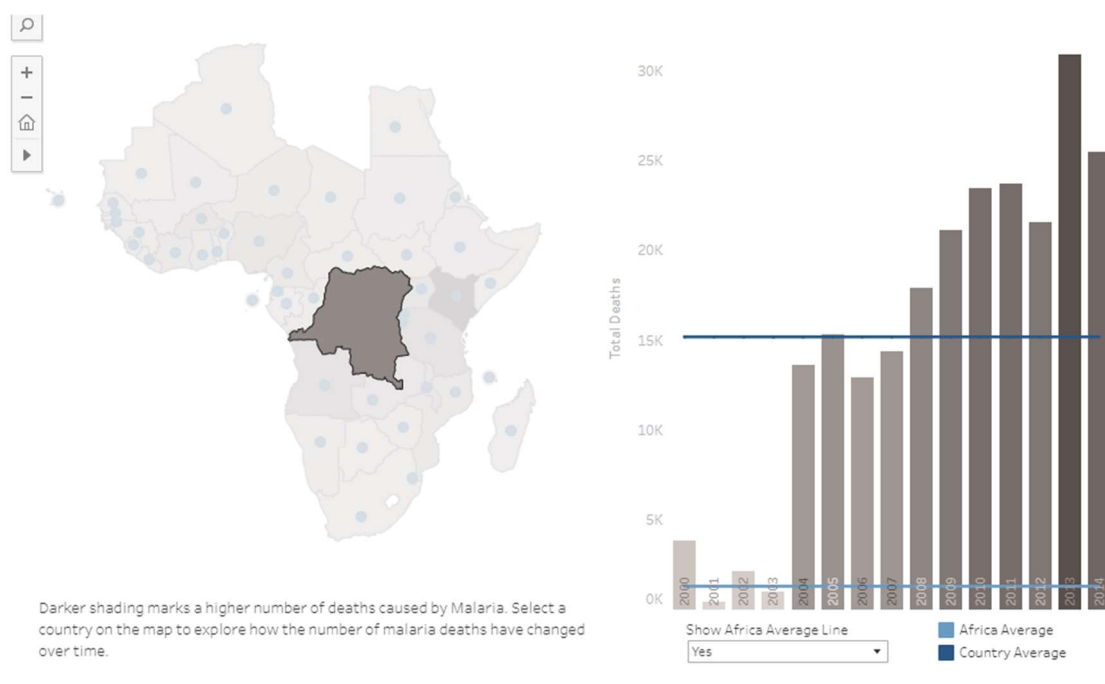 30K
25K
20K
15K
10K
5K
0K
Total Deaths
2000
2001
2002
2003
2004
2005
2006
2007
2008
2009
2010
2011
2012
2013
2014
Darker shading marks a higher number of deaths caused by Malaria. Select a
country on the map to explore how the number of malaria deaths have changed
over time.
Show Africa Average Line
Yes
Africa Average
Country Average